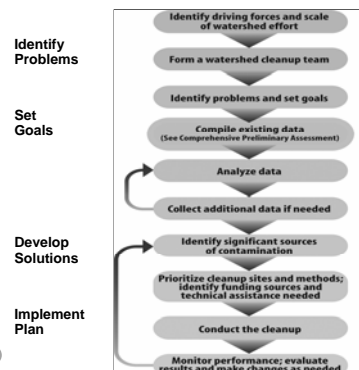 Identify driving forces and scale
of watershed effort
Identify
Problems
Form a watershed cleanup team
Identify problems and set goals
Set
Goals
Compile existing data
(See Comprehensive Preliminary Assessment)
Analyze data
Collect additional data if needed
Develop
Solutions
Identify significant sources
of contamination
Prioritize cleanup sites and methods;
identify funding sources and
technical assistance needed
Implement
Plan
Conduct the cleanup
Monitor performance; evaluate
results and make changes as needed